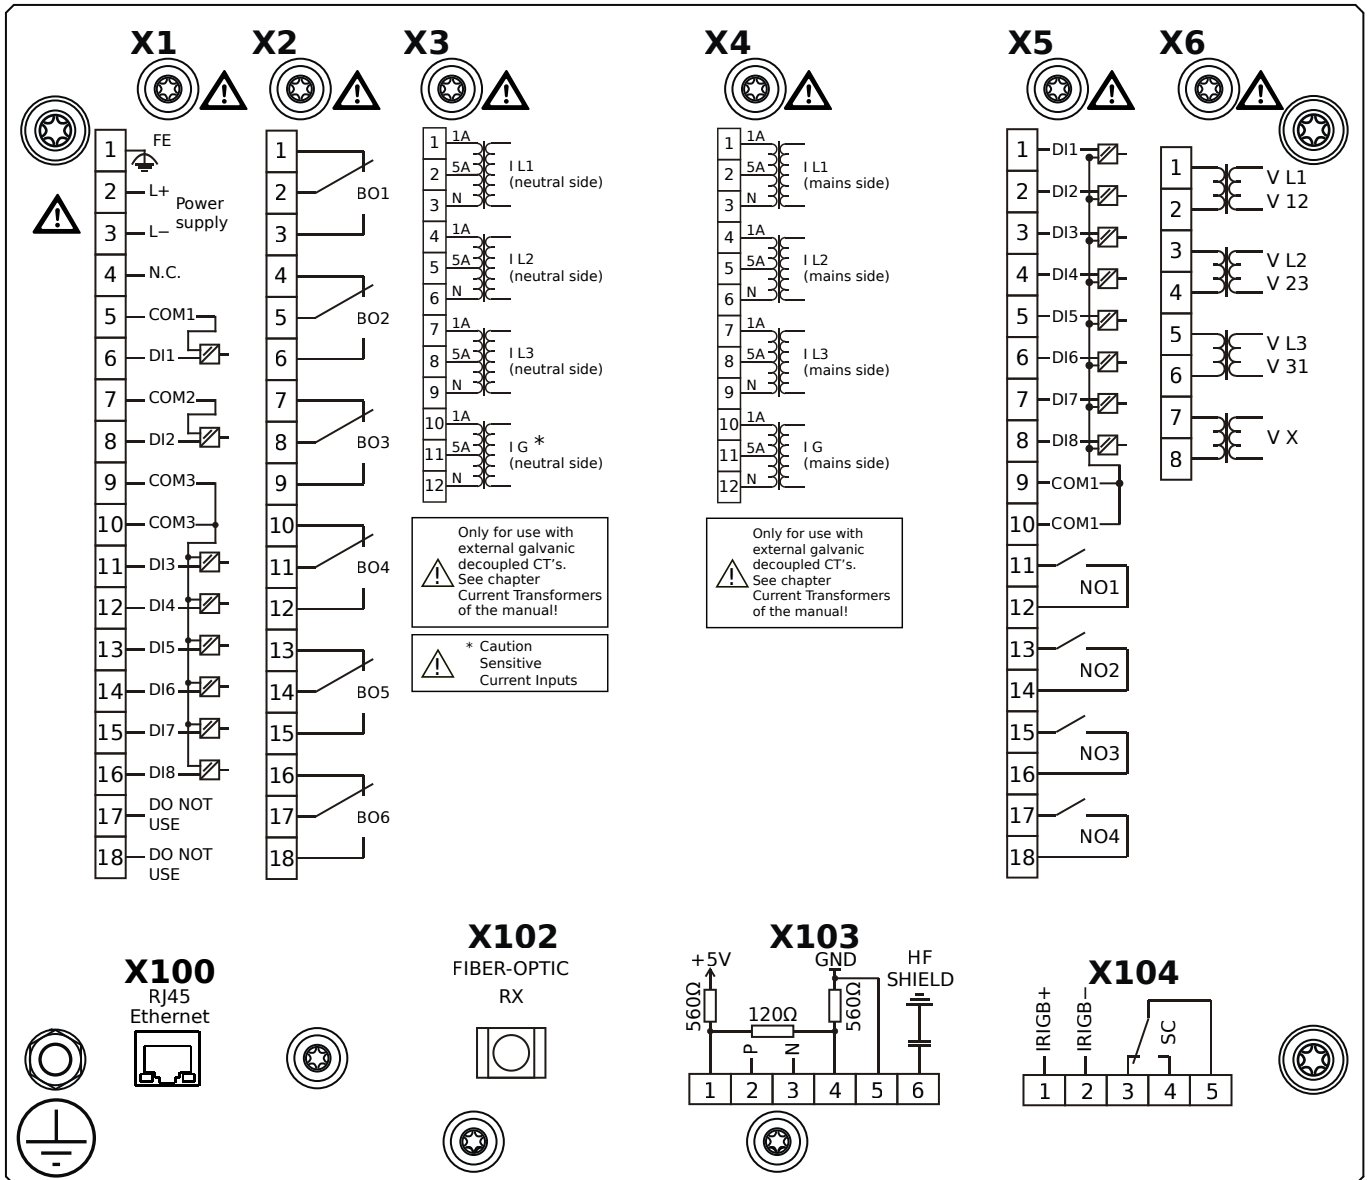 X1
X2
X3
X4
X5
X6
1
FE
2
L+
Power
supply
3
L−
4
N.C.
5
COM1
6
DI1
7
COM2
8
DI2
9
COM3
10
COM3
11
DI3
12
DI4
13
DI5
14
DI6
15
DI7
16
DI8
17
DO NOT
USE
18
DO NOT
USE
1
2
BO1
3
4
5
BO2
6
7
8
BO3
9
10
11
BO4
12
13
14
BO5
15
16
17
BO6
18
1
1A
2
5A
I L1
(neutral side)
3
N
4
1A
5
5A
I L2
(neutral side)
6
N
7
1A
8
5A
I L3
(neutral side)
9
N
10
1A
11
5A
I G *
(neutral side)
12
N
Only for use with
external galvanic
decoupled CT's.
See chapter
Current Transformers
of the manual!
* Caution
Sensitive
Current Inputs
1
1A
2
5A
I L1
(mains side)
3
N
4
1A
5
5A
I L2
(mains side)
6
N
7
1A
8
5A
I L3
(mains side)
9
N
10
1A
11
5A
I G
(mains side)
12
N
Only for use with
external galvanic
decoupled CT's.
See chapter
Current Transformers
of the manual!
1
DI1
2
DI2
3
DI3
4
DI4
5
DI5
6
DI6
7
DI7
8
DI8
9
COM1
10
COM1
11
NO1
12
13
NO2
14
15
NO3
16
17
NO4
18
1
V L1
2
V 12
3
V L2
4
V 23
5
V L3
6
V 31
7
V X
8
X100
RJ45
Ethernet
X102
FIBER-OPTIC
RX
X103
+5V
GND
HF
SHIELD
560Ω
120Ω
560Ω
P
N
1 2 3 4 5 6
X104
IRIGB+
IRIGB−
SC
1 2 3 4 5